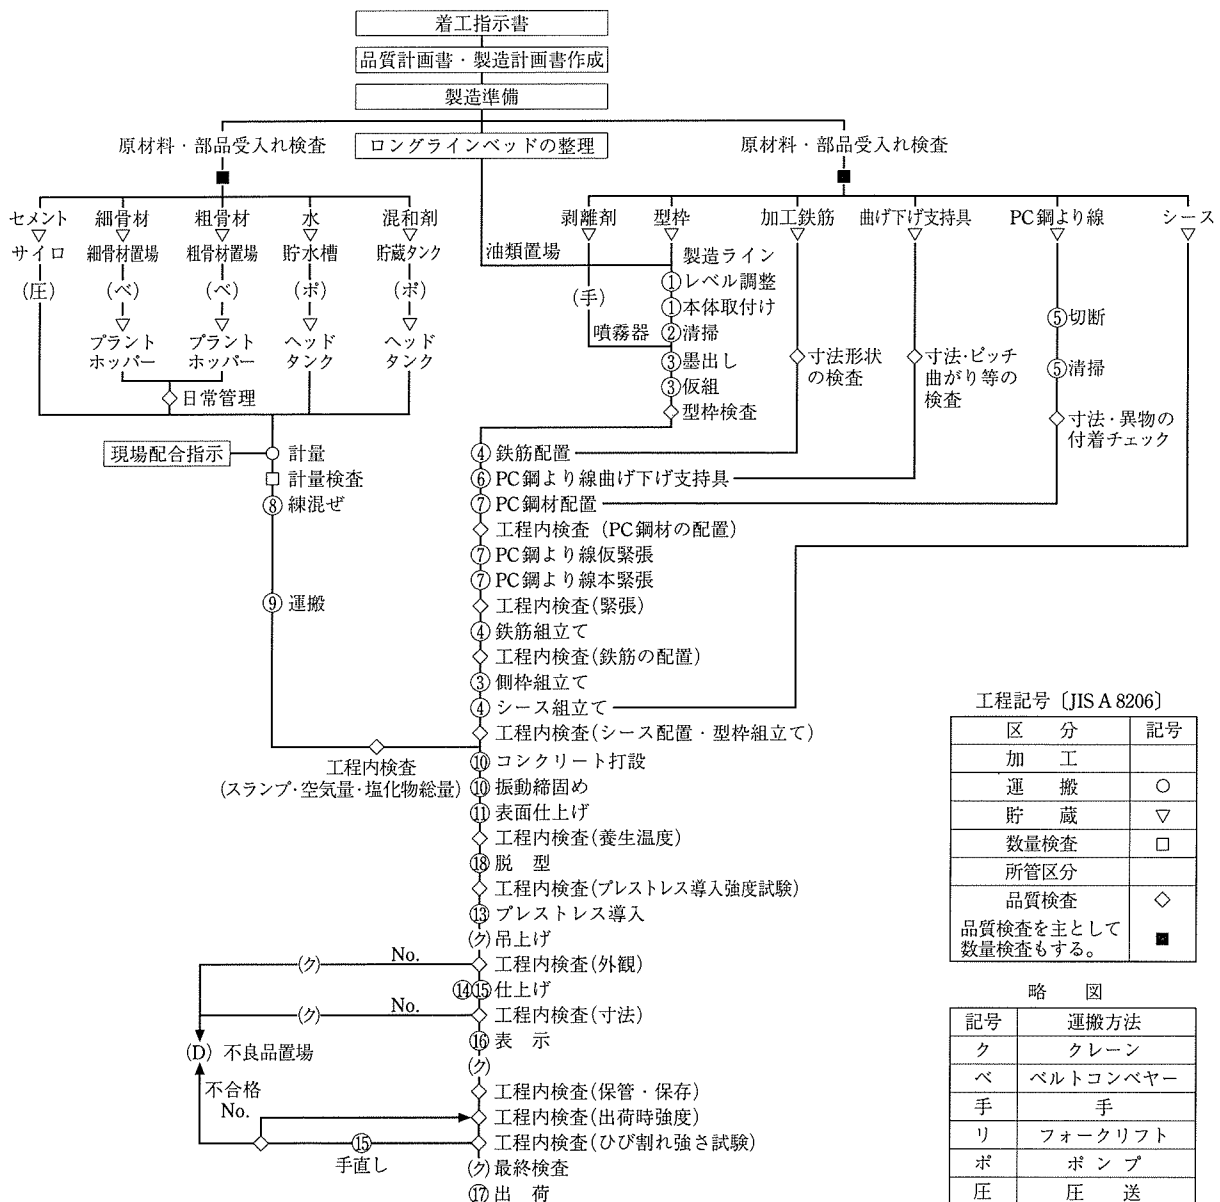 着工指示書
品質計画書・製造計画書作成
製造準備
原材料・部品受入れ検査
ロングラインベッドの整理
原材料・部品受入れ検査
セメント
細骨材
粗骨材
水
混和剤
剥離剤
型枠
加工鉄筋
曲げ下げ支持具
PC鋼より線
シース
サイロ
細骨材置場
粗骨材置場
貯水槽
貯蔵タンク
油類置場
製造ライン
(圧)
(ベ)
(ベ)
(ポ)
(ポ)
(手)
①レベル調整
①本体取付け
プラント
ホッパー
プラント
ホッパー
ヘッド
タンク
ヘッド
タンク
噴霧器
②清掃
③墨出し
③仮組
型枠検査
寸法形状
の検査
寸法・ピッチ
曲がり等の
検査
⑤切断
⑤清掃
寸法・異物の
付着チェック
日常管理
現場配合指示
計量
計量検査
⑧練混ぜ
⑨運搬
④鉄筋配置
⑥PC鋼より線曲げ下げ支持具
⑦PC鋼材配置
工程内検査(PC鋼材の配置)
⑦PC鋼より線仮緊張
⑦PC鋼より線本緊張
工程内検査(緊張)
④鉄筋組立て
工程内検査(鉄筋の配置)
③側枠組立て
④シース組立て
工程内検査(シース配置・型枠組立て)
工程内検査
(スランプ・空気量・塩化物総量)
⑩コンクリート打設
⑩振動締固め
⑪表面仕上げ
工程内検査(養生温度)
⑱脱 型
工程内検査(プレストレス導入強度試験)
⑬プレストレス導入
(ク)吊上げ
(ク) No.
工程内検査(外観)
⑭⑮仕上げ
(ク) No.
工程内検査(寸法)
⑯表 示
(D) 不良品置場
(ク)
不合格
No.
工程内検査(保管・保存)
工程内検査(出荷時強度)
⑮
手直し
工程内検査(ひび割れ強さ試験)
(ク)最終検査
⑰出 荷
工程記号〔JIS A 8206〕
区 分 記号
加 工
運 搬 ○
貯 蔵 ▽
数量検査 □
所管区分
品質検査 ◇
品質検査を主として
数量検査もする。 ■
略 図
記号 運搬方法
ク クレーン
ベ ベルトコンベヤー
手 手
リ フォークリフト
ポ ポンプ
圧 圧 送